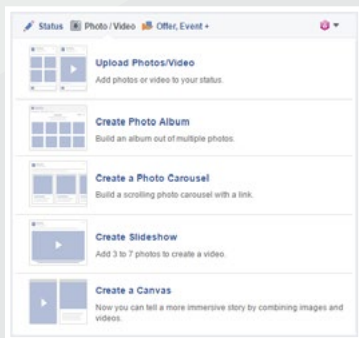 Status Photo / Video Offer, Event +
Upload Photos/Video
Add photos or video to your status.
Create Photo Album
Build an album out of multiple photos.
Create a Photo Carousel
Build a scrolling photo carousel with a link.
Create Slideshow
Add 3 to 7 photos to create a video.
Create a Canvas
Now you can tell a more immersive story by combining images and
videos.